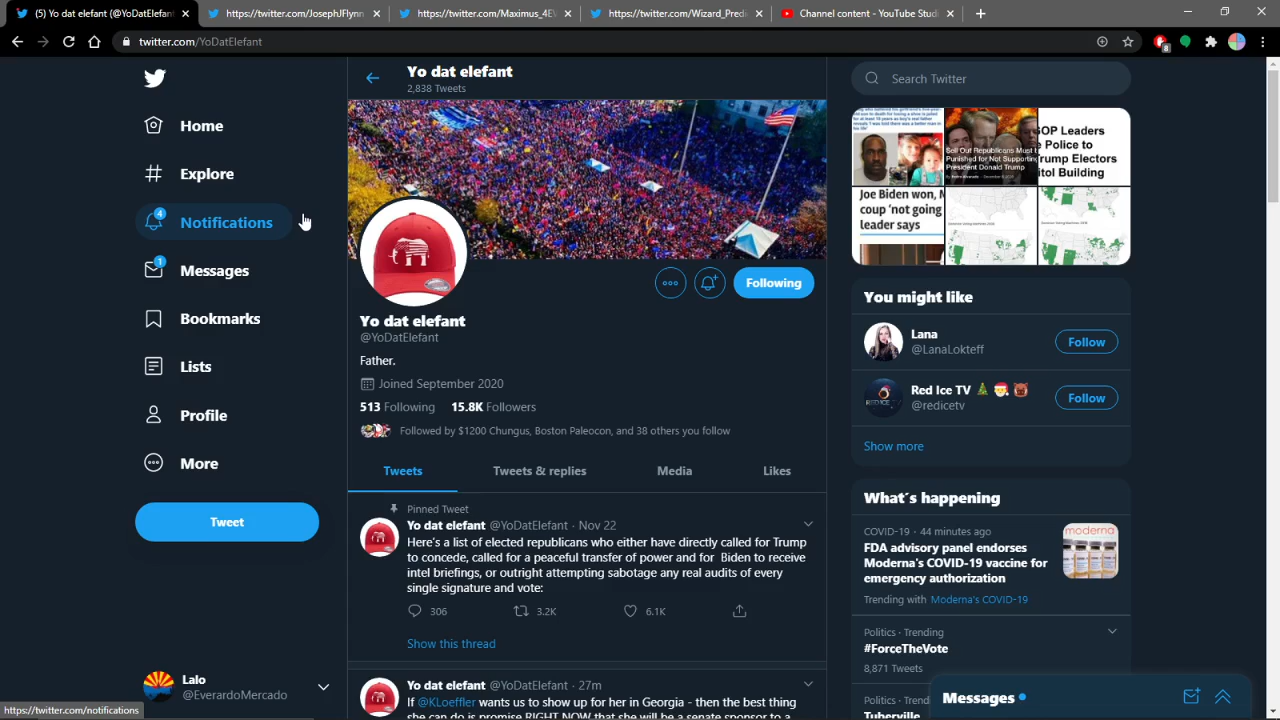 (5) Yo dat elefant (@YoDatElefant
https://twitter.com/JosephJFlynn
https://twitter.com/Maximus_4EV
https://twitter.com/Wizard_Predi
Channel content - YouTube Studi
twitter.com/YoDatElefant
8
Yo dat elefant
2,838 Tweets
Search Twitter
Home
Explore
4
Notifications
1
Messages
Bookmarks
Lists
Profile
More
Tweet
Lalo
@EverardoMercado
https://twitter.com/notifications
Following
Yo dat elefant
@YoDatElefant
Father.
Joined September 2020
513 Following 15.8K Followers
Followed by $1200 Chungus, Boston Paleocon, and 38 others you follow
Tweets
Tweets & replies
Media
Likes
Pinned Tweet
Yo dat elefant @YoDatElefant · Nov 22
Here's a list of elected republicans who either have directly called for Trump
to concede, called for a peaceful transfer of power and for Biden to receive
intel briefings, or outright attempting sabotage any real audits of every
single signature and vote:
306
3.2K
6.1K
Show this thread
Yo dat elefant @YoDatElefant · 27m
If @KLoeffler wants us to show up for her in Georgia - then the best thing
she can do is promise RIGHT NOW that she will be a senate sponsor to a
Sell Out Republicans Must B
Punished for Not Supporting
President Donald Trump
GOP Leaders
e Police to
Trump Electors
itol Building
Joe Biden won, M
coup 'not going
leader says
You might like
Lana
@LanaLokteff
Follow
Red Ice TV
@redicetv
RED ICE
Follow
Show more
What's happening
COVID-19 · 44 minutes ago
FDA advisory panel endorses
Moderna's COVID-19 vaccine for
emergency authorization
moderna
Trending with Moderna's COVID-19
Politics · Trending
#ForceTheVote
8,871 Tweets
Politics · Trend
Tuberville
Messages